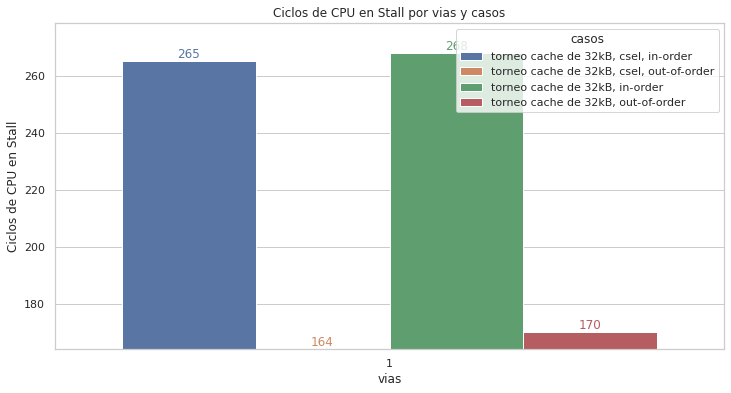 Ciclos de CPU en Stall por vias y casos
Ciclos de CPU en Stall
260
240
220
200
180
265
164
268
170
casos
torneo cache de 32kB, csel, in-order
torneo cache de 32kB, csel, out-of-order
torneo cache de 32kB, in-order
torneo cache de 32kB, out-of-order
1
vias